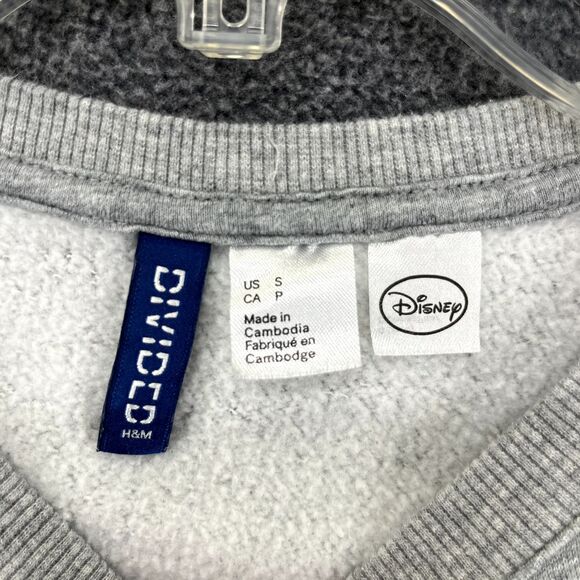 DIVIDED
H&M
US S
CA P
Made in
Cambodia
Fabriqué en
Cambodge
Disney